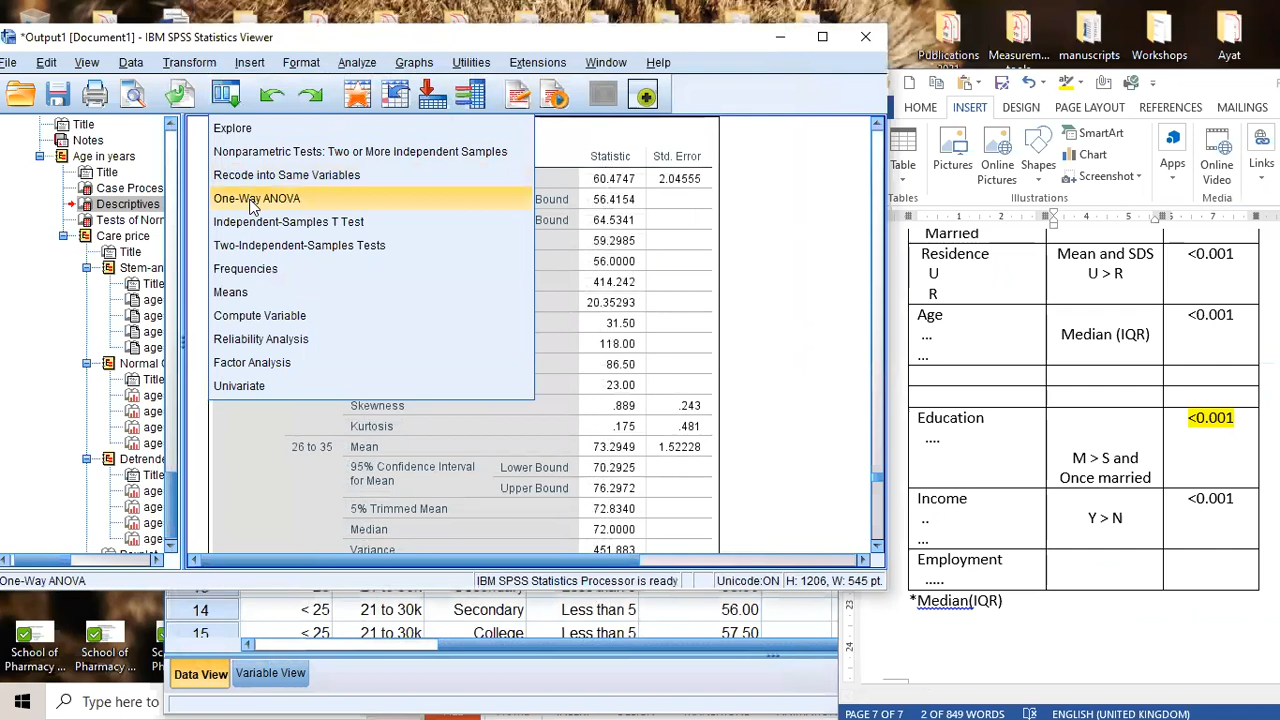 *Output1 [Document1] - IBM SPSS Statistics Viewer
File Edit View Data Transform Insert Format Analyze Graphs Utilities Extensions Window Help
Title
Notes
Age in years
Title
Case Proces
Descriptives
Tests of Norm
Care price
Title
Stem-an
Title
age
age
age
age
Normal Q
Title
age
age
age
age
Detrende
Title
age
age
age
age
Explore
Nonparametric Tests: Two or More Independent Samples
Recode into Same Variables
One-Way ANOVA
Independent-Samples T Test
Two-Independent-Samples Tests
Frequencies
Means
Compute Variable
Reliability Analysis
Factor Analysis
Univariate
Statistic Std. Error
60.4747 2.04555
Bound 56.4154
Bound 64.5341
59.2985
56.0000
414.242
20.35293
31.50
118.00
86.50
23.00
Skewness .889 .243
Kurtosis .175 .481
26 to 35 Mean 73.2949 1.52228
95% Confidence Interval for Mean Lower Bound 70.2925
Upper Bound 76.2972
5% Trimmed Mean 72.8340
Median 72.0000
Variance 451.883
One-Way ANOVA
IBM SPSS Statistics Processor is ready
Unicode:ON H: 1206, W: 545 pt.
14 < 25 21 to 30k Secondary Less than 5 56.00
15 < 25 21 to 30k College Less than 5 57.50
Data View Variable View
School of Pharmacy ...
School of Pharmacy ...
Type here to
Publications 2021
Measurement tools
manuscripts
Workshops
Ayat
HOME INSERT DESIGN PAGE LAYOUT REFERENCES MAILINGS
Table
Pictures
Online Pictures
Shapes
SmartArt
Chart
Screenshot
Apps
Online Video
Tables
Illustrations
Media
1 2 3 4 5 6 7
Married
Residence Mean and SDS <0.001
U U > R
R
Age <0.001
... Median (IQR)
...
Education <0.001
....
M > S and
Once married
Income <0.001
.. Y > N
...
Employment
.....
*Median(IQR)
23
24
PAGE 7 OF 7 2 OF 849 WORDS ENGLISH (UNITED KINGDOM)